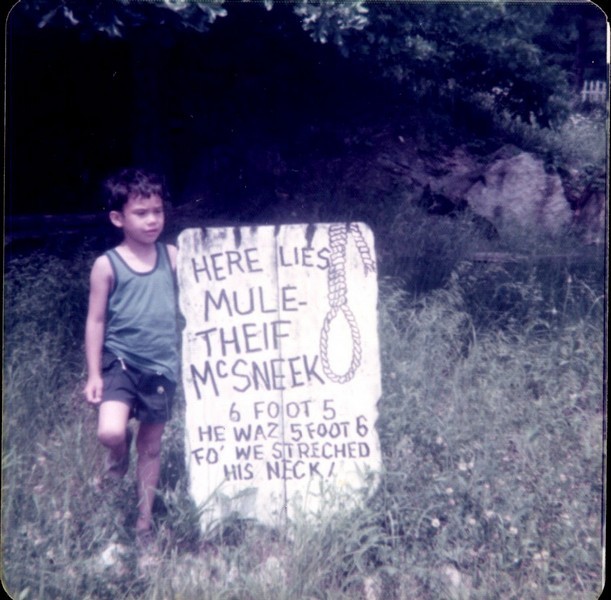 HERE LIES
MULE-
THEIF
McSNEEK
6 FOOT 5
HE WAZ 5 FOOT 6
FO' WE STRECHED
HIS NECK!